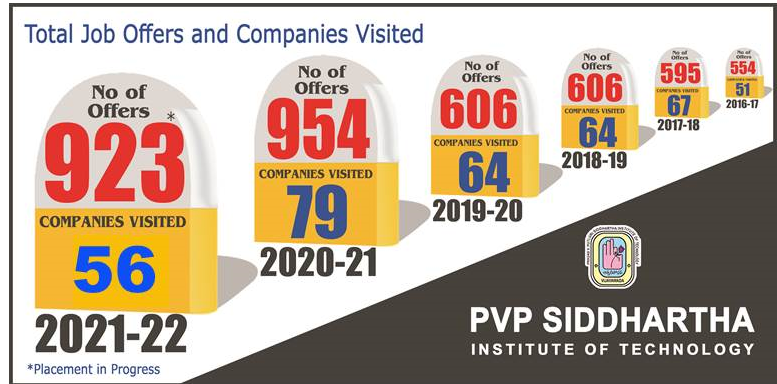 Total Job Offers and Companies Visited
No of
Offers
*
923
COMPANIES VISITED
56
2021-22
*Placement in Progress
No of
Offers
954
COMPANIES VISITED
79
2020-21
No of
Offers
606
COMPANIES VISITED
64
2019-20
No of
Offers
606
COMPANIES VISITED
64
2018-19
No of
Offers
595
COMPANIES VISITED
67
2017-18
No of
Offers
554
COMPANIES VISITED
51
2016-17
VIJAYAWADA
PVP SIDDHARTHA
INSTITUTE OF TECHNOLOGY